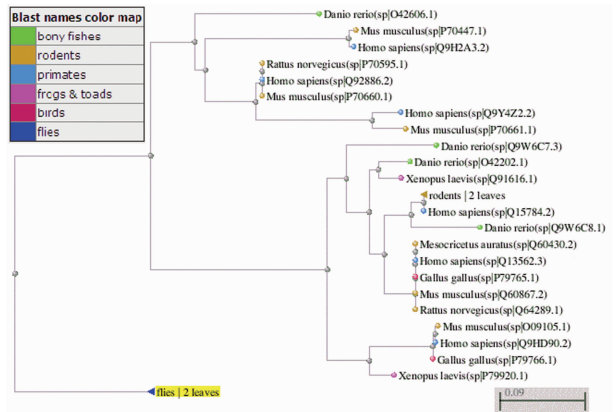 Blast names color map
bony fishes
rodents
primates
frogs & toads
birds
flies
Danio rerio(sp|O42606.1)
Mus musculus(sp|P70447.1)
Homo sapiens(sp|Q9H2A3.2)
Rattus norvegicus(sp|P70595.1)
Homo sapiens(sp|Q92886.2)
Mus musculus(sp|P70660.1)
Homo sapiens(sp|Q9Y4Z2.2)
Mus musculus(sp|P70661.1)
Danio rerio(sp|Q9W6C7.3)
Danio rerio(sp|O42202.1)
Xenopus laevis(sp|Q91616.1)
rodents | 2 leaves
Homo sapiens(sp|Q15784.2)
Danio rerio(sp|Q9W6C8.1)
Mesocricetus auratus(sp|Q60430.2)
Homo sapiens(sp|Q13562.3)
Gallus gallus(sp|P79765.1)
Mus musculus(sp|Q60867.2)
Rattus norvegicus(sp|Q64289.1)
Mus musculus(sp|O09105.1)
Homo sapiens(sp|Q9HD90.2)
Gallus gallus(sp|P79766.1)
Xenopus laevis(sp|P79920.1)
flies | 2 leaves
0.09